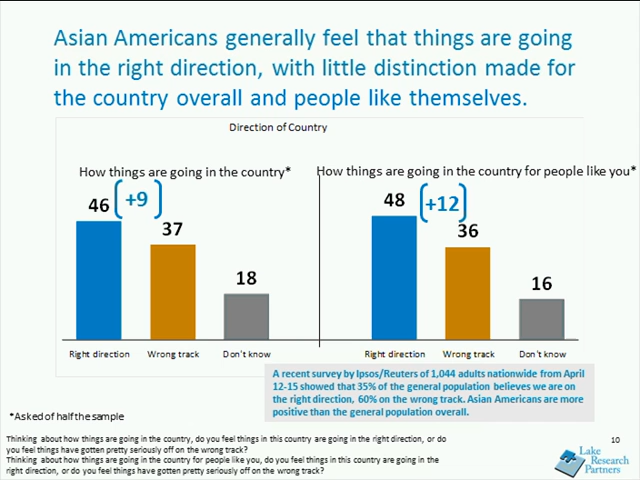 Asian Americans generally feel that things are going
in the right direction, with little distinction made for
the country overall and people like themselves.
Direction of Country
How things are going in the country*
How things are going in the country for people like you*
46
+9
37
18
48
+12
36
16
Right direction
Wrong track
Don't know
Right direction
Wrong track
Don't know
A recent survey by Ipsos/Reuters of 1,044 adults nationwide from April
12-15 showed that 35% of the general population believes we are on
the right direction, 60% on the wrong track. Asian Americans are more
positive than the general population overall.
*Asked of half the sample
Thinking about how things are going in the country, do you feel things in this country are going in the right direction, or do
you feel things have gotten pretty seriously off on the wrong track?
Thinking about how things are going in the country for people like you, do you feel things in this country are going in the
right direction, or do you feel things have gotten pretty seriously off on the wrong track?
10
Lake
Research
Partners